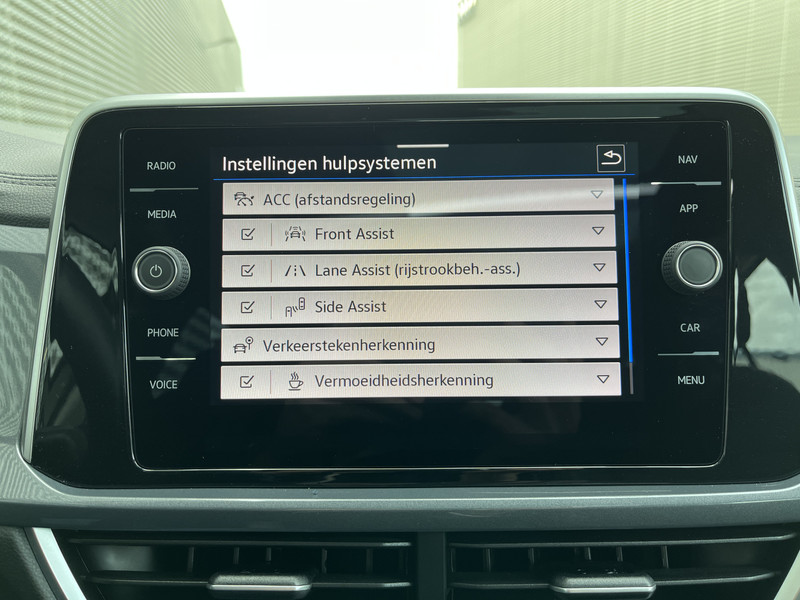 Instellingen hulpsystemen
RADIO
MEDIA
PHONE
VOICE
ACC (afstandsregeling)
Front Assist
Lane Assist (rijstrookbeh.-ass.)
Side Assist
Verkeerstekenherkenning
Vermoeidheidsherkenning
NAV
APP
CAR
MENU